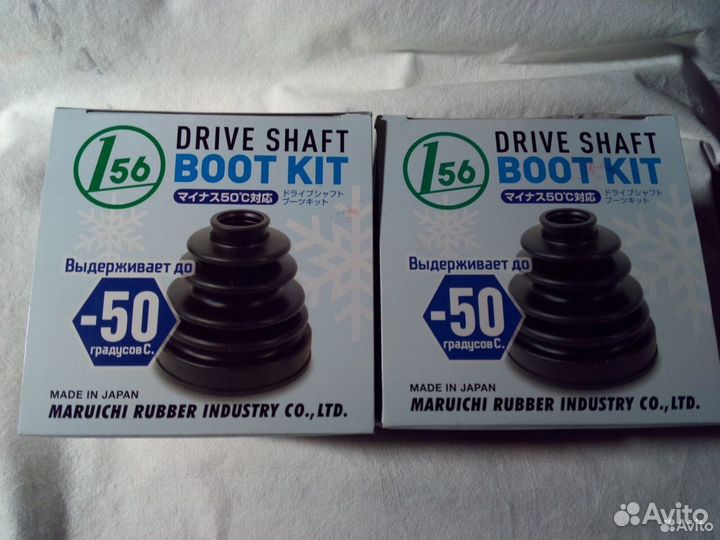 156
DRIVE SHAFT
BOOT KIT
マイナス50℃対応
ドライブシャフト
ブーツキット
Выдерживает до
-50
градусов С.
MADE IN JAPAN
MARUICHI RUBBER INDUSTRY CO., LTD.
156
DRIVE SHAFT
BOOT KIT
マイナス50℃対応
ドライブシャフト
ブーツキット
Выдерживает до
-50
градусов С.
MADE IN JAPAN
MARUICHI RUBBER INDUSTRY CO., LTD.
Avito
Avito